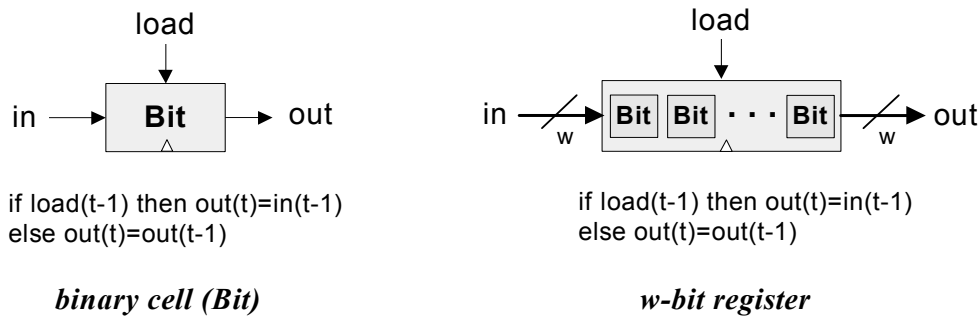 load
in
Bit
out
if load(t-1) then out(t)=in(t-1)
else out(t)=out(t-1)
binary cell (Bit)
load
in
w
Bit Bit . . . Bit
w
out
if load(t-1) then out(t)=in(t-1)
else out(t)=out(t-1)
w-bit register